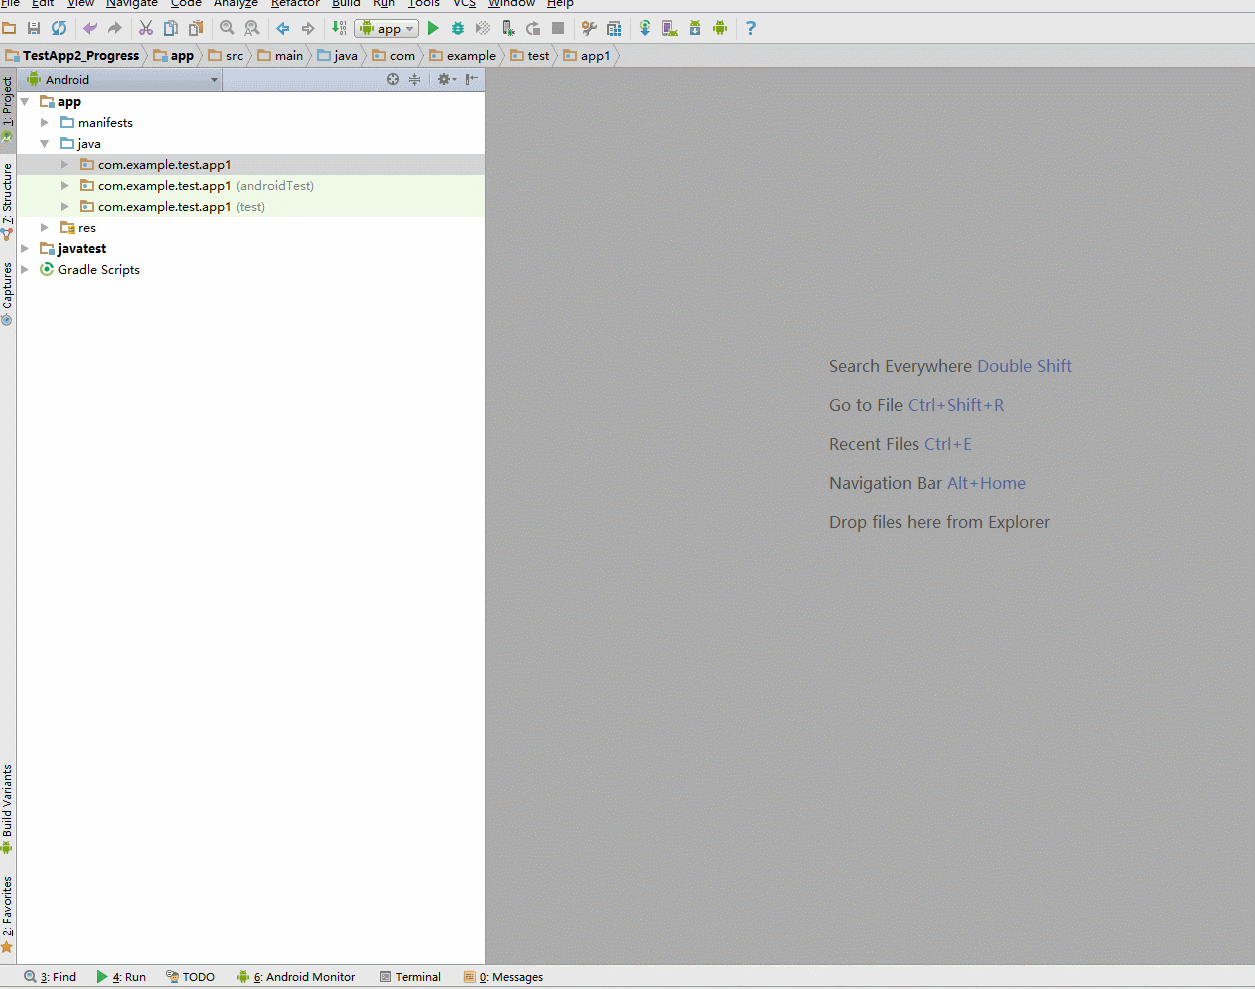 File Edit View Navigate Code Analyze Refactor Build Run Tools VCS Window Help
app
TestApp2_Progress app src main java com example test app1
Android
app
manifests
java
com.example.test.app1
com.example.test.app1 (androidTest)
com.example.test.app1 (test)
res
javatest
Gradle Scripts
1: Project
7: Structure
Captures
Build Variants
2: Favorites
Search Everywhere Double Shift
Go to File Ctrl+Shift+R
Recent Files Ctrl+E
Navigation Bar Alt+Home
Drop files here from Explorer
3: Find 4: Run TODO 6: Android Monitor Terminal 0: Messages